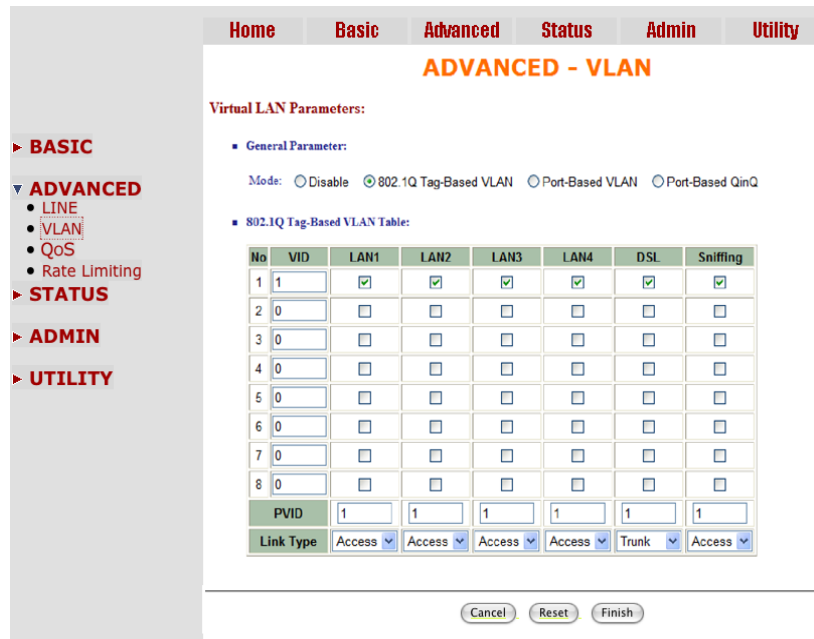 Home Basic Advanced Status Admin Utility
ADVANCED - VLAN
Virtual LAN Parameters:
BASIC
ADVANCED
LINE
VLAN
QoS
Rate Limiting
STATUS
ADMIN
UTILITY
General Parameter:
Mode: Disable 802.1Q Tag-Based VLAN Port-Based VLAN Port-Based QinQ
802.1Q Tag-Based VLAN Table:
No VID LAN1 LAN2 LAN3 LAN4 DSL Sniffing
1 1
2 0
3 0
4 0
5 0
6 0
7 0
8 0
PVID 1 1 1 1 1 1
Link Type Access Access Access Access Trunk Access
Cancel Reset Finish